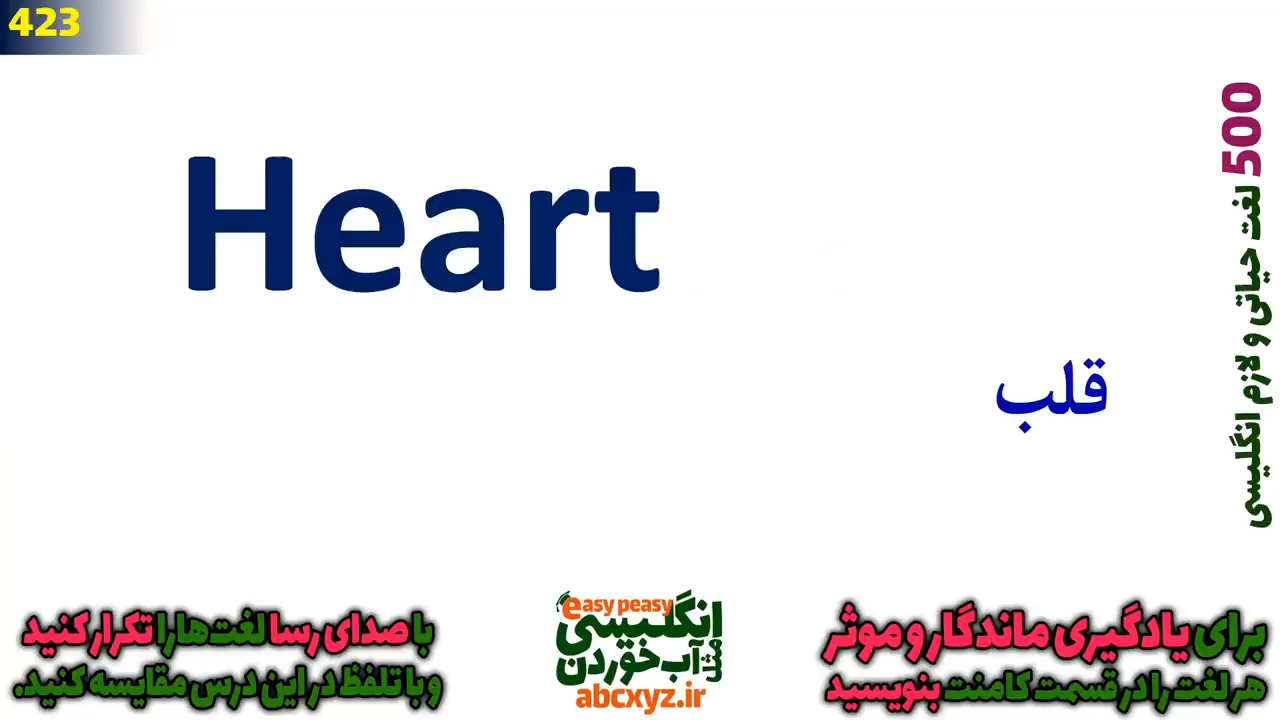 423
Heart
قلب
500 لغت حیاتی و لازم انگلیسی
برای یادگیری ماندگار و موثر
هر لغت را در قسمت کامنت بنویسید
easy peasy
انگلیسی
مثل
آب خوردن
abcxyz.ir
با صدای رسا لغت‌ها را تکرار کنید
و با تلفظ در این درس مقایسه کنید.